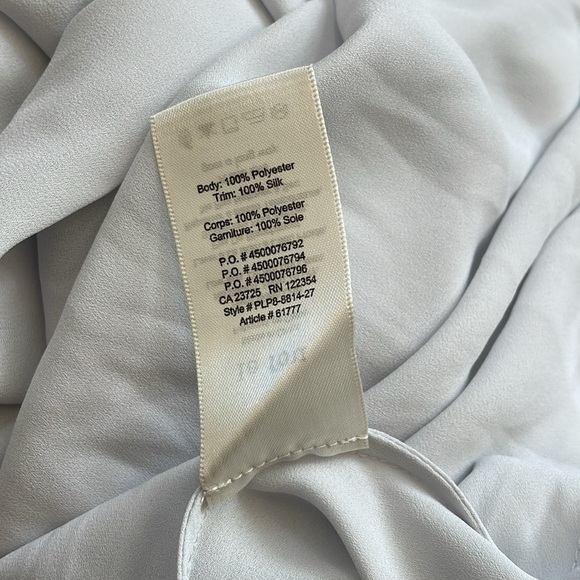 Body: 100% Polyester
Trim: 100% Silk
Corps: 100% Polyester
Garniture: 100% Soie
P.O. # 4500076792
P.O. # 4500076794
P.O. # 4500076796
CA 23725 RN 122354
Style # PLP8-8814-27
Article # 61777